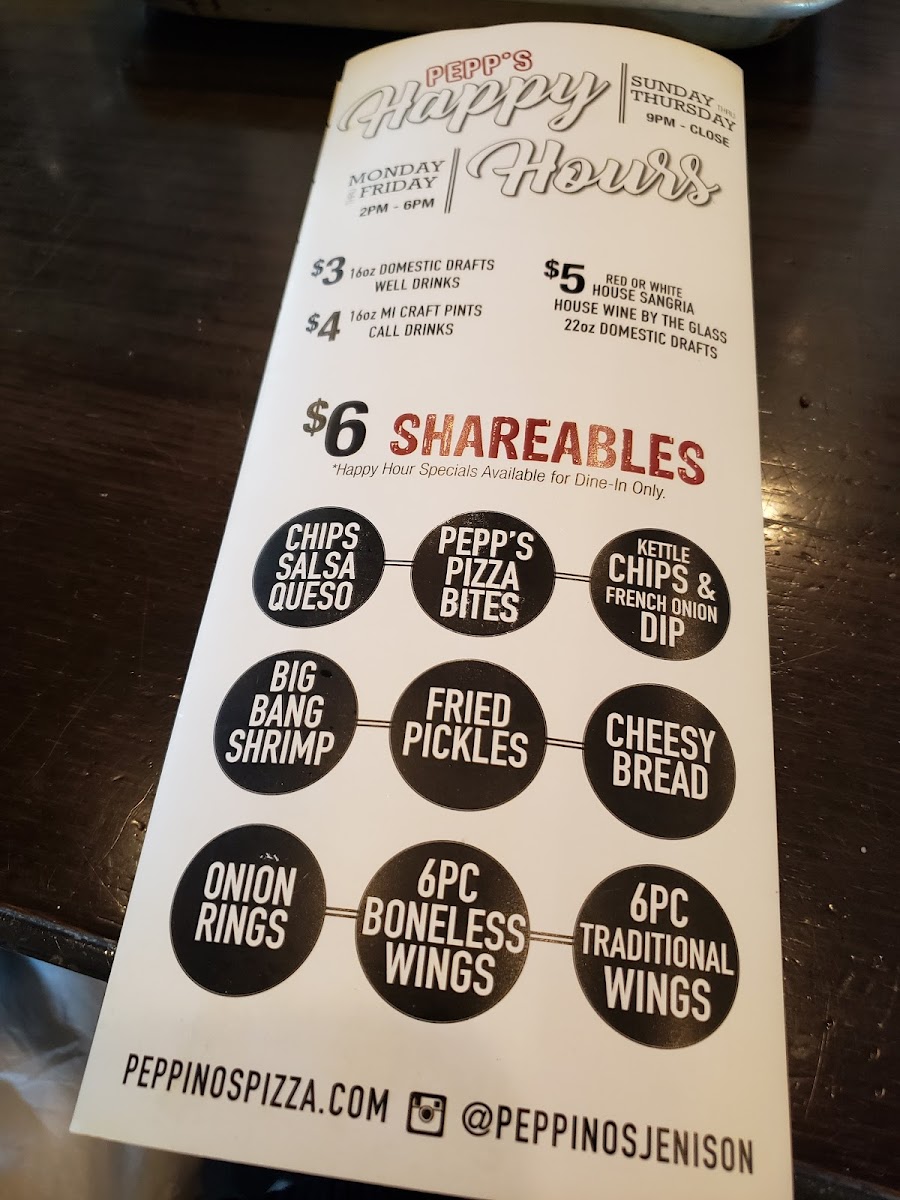 PEPP'S
Happy
Hours
SUNDAY THRU
THURSDAY
9PM - CLOSE
MONDAY
THRU FRIDAY
2PM - 6PM
$3 16oz DOMESTIC DRAFTS
WELL DRINKS
$4 16oz MI CRAFT PINTS
CALL DRINKS
$5 RED OR WHITE
HOUSE SANGRIA
HOUSE WINE BY THE GLASS
22oz DOMESTIC DRAFTS
$6 SHAREABLES
*Happy Hour Specials Available for Dine-In Only.
CHIPS
SALSA
QUESO
PEPP'S
PIZZA
BITES
KETTLE
CHIPS &
FRENCH ONION
DIP
BIG
BANG
SHRIMP
FRIED
PICKLES
CHEESY
BREAD
ONION
RINGS
6PC
BONELESS
WINGS
6PC
TRADITIONAL
WINGS
PEPPINOSPIZZA.COM @PEPPINOSJENISON